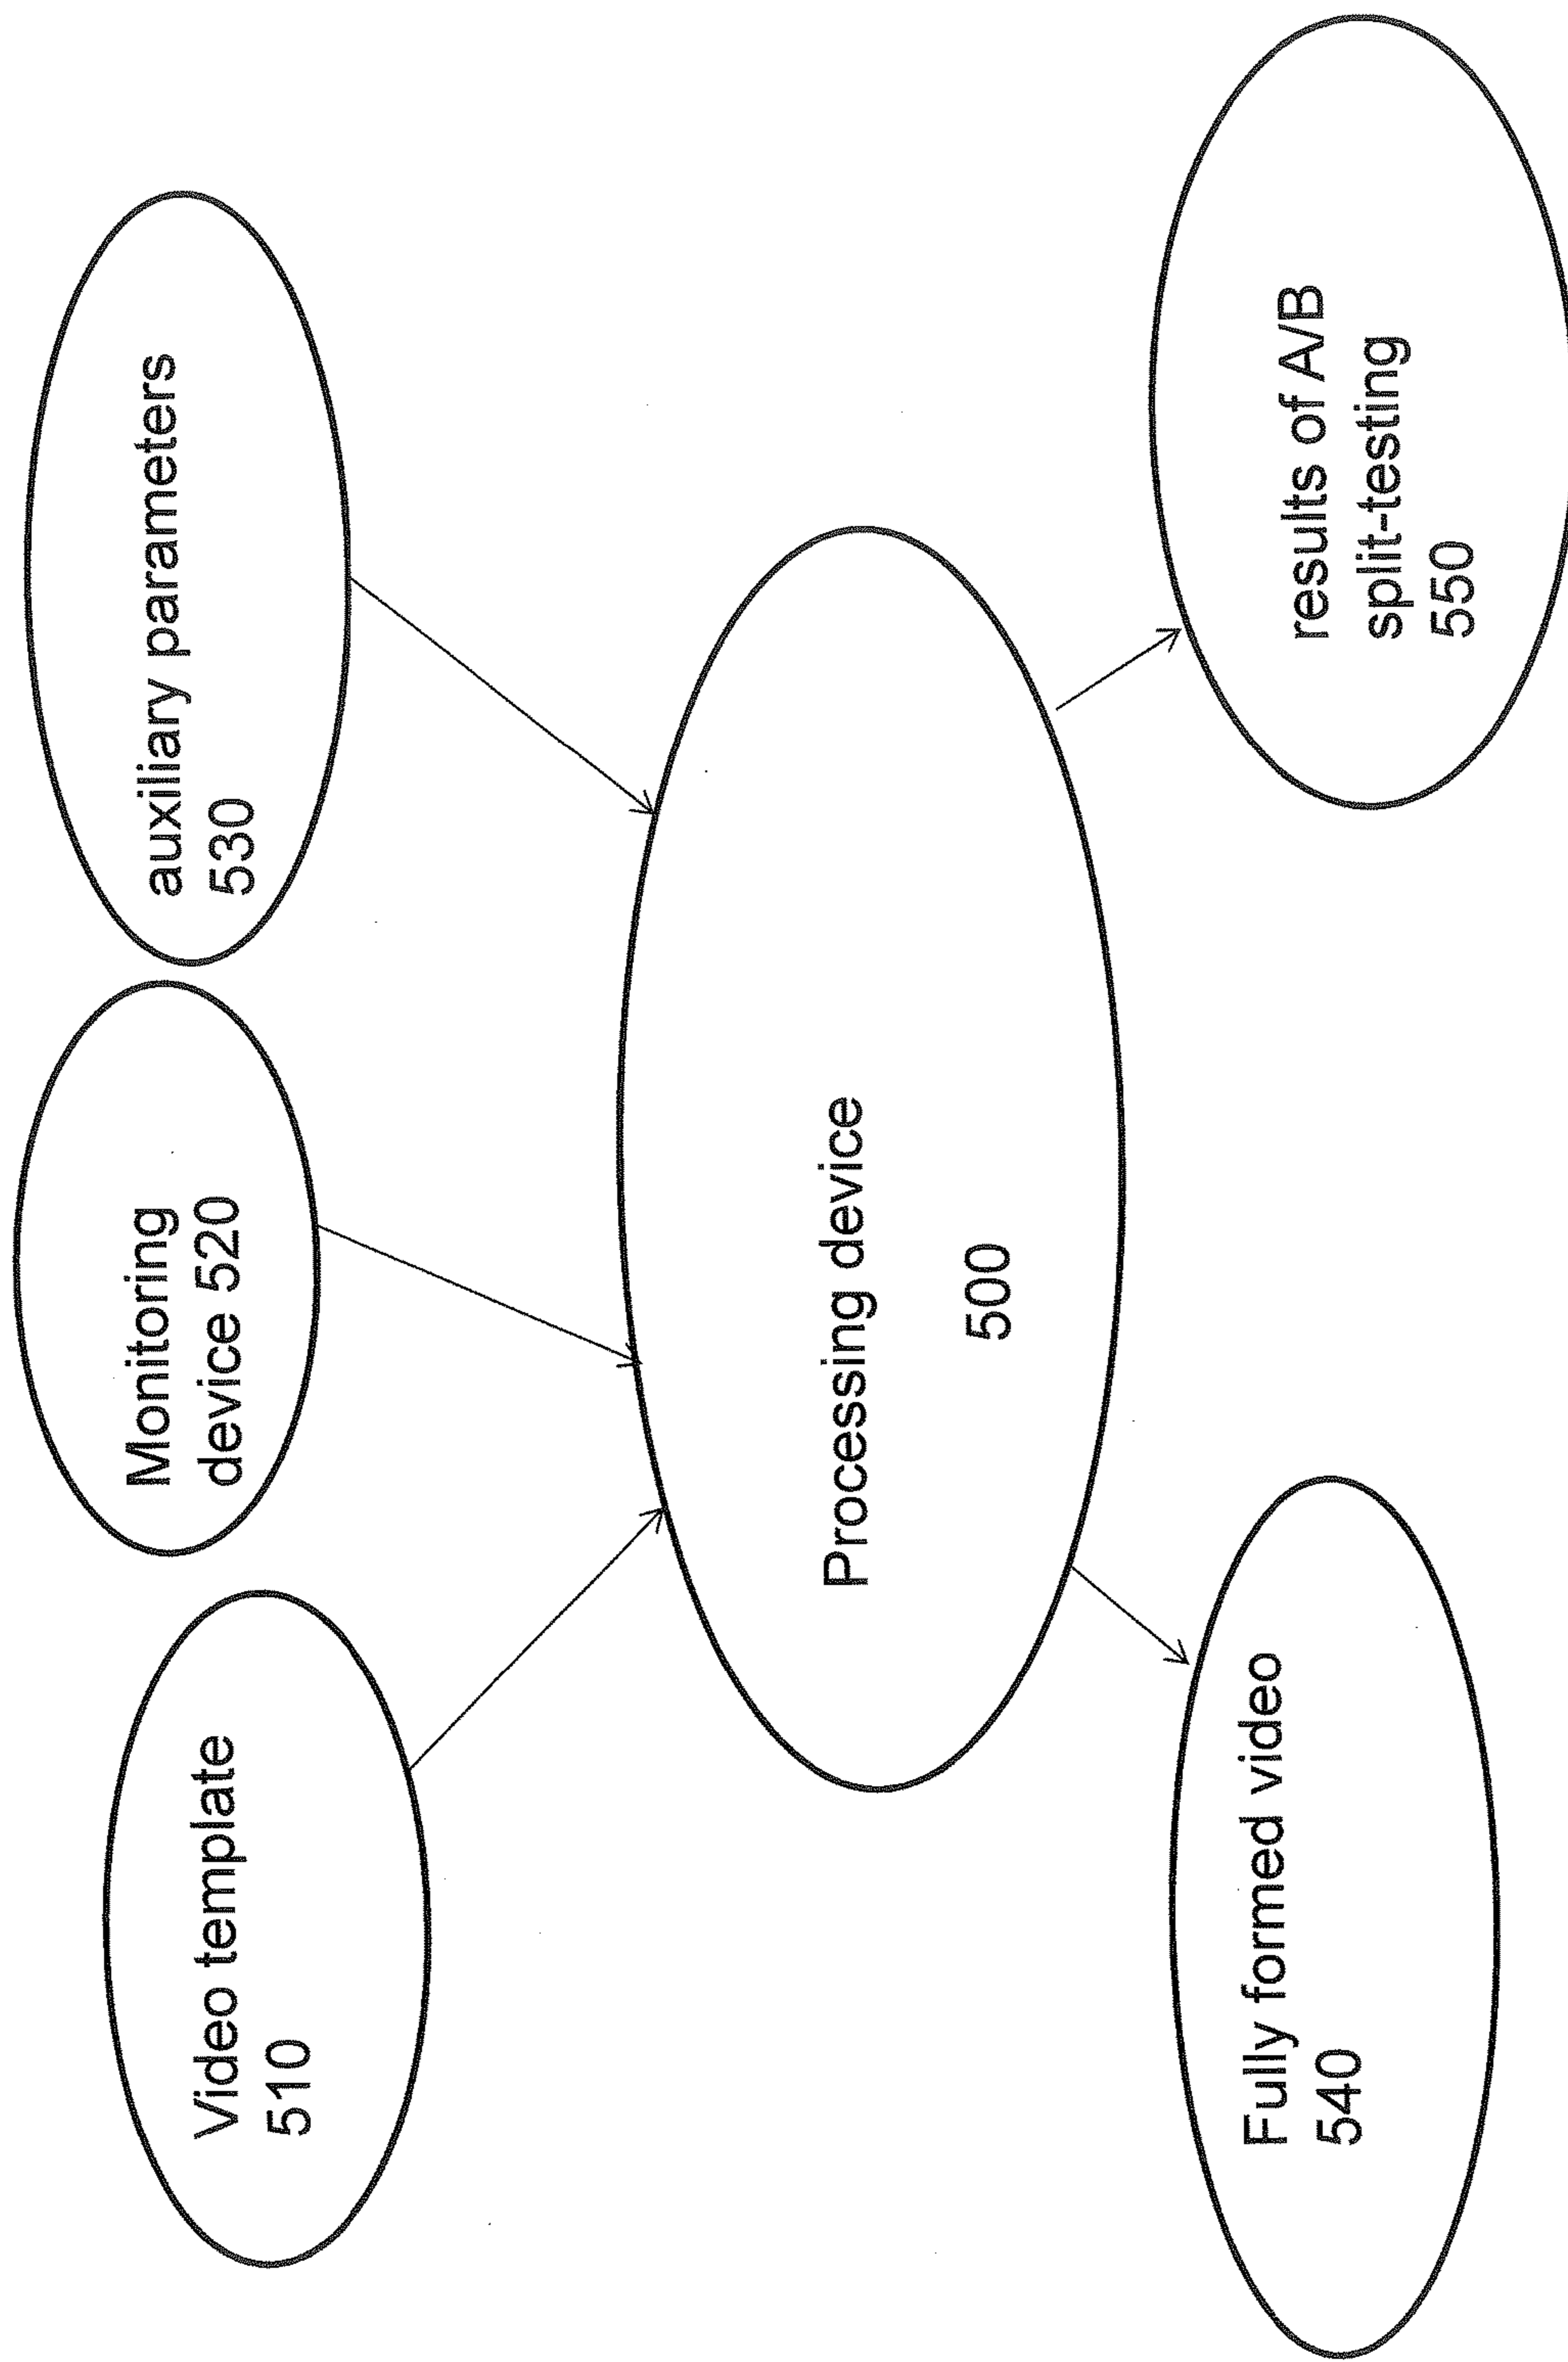 Video template
510
Monitoring
device 520
auxiliary parameters
530
Processing device
500
Fully formed video
540
results of A/B
split-testing
550